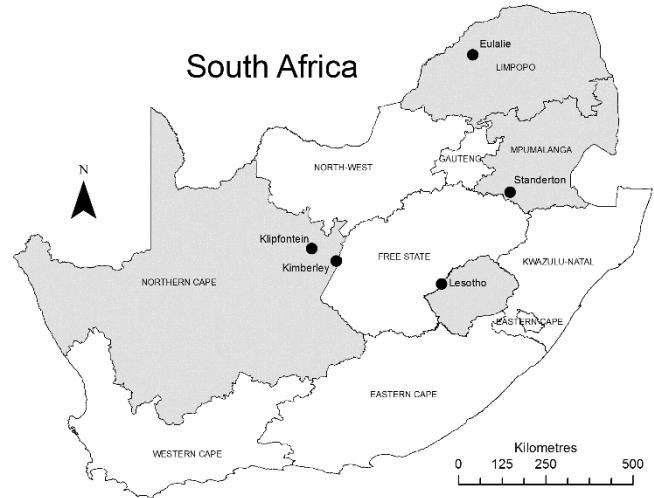 South Africa
Eulalie
LIMPOPO
N
NORTH-WEST
GAUTENG
MPUMALANGA
Standerton
Klipfontein
Kimberley
FREE STATE
KWAZULU-NATAL
NORTHERN CAPE
Lesotho
EASTERN CAPE
EASTERN CAPE
WESTERN CAPE
Kilometres
0 125 250 500